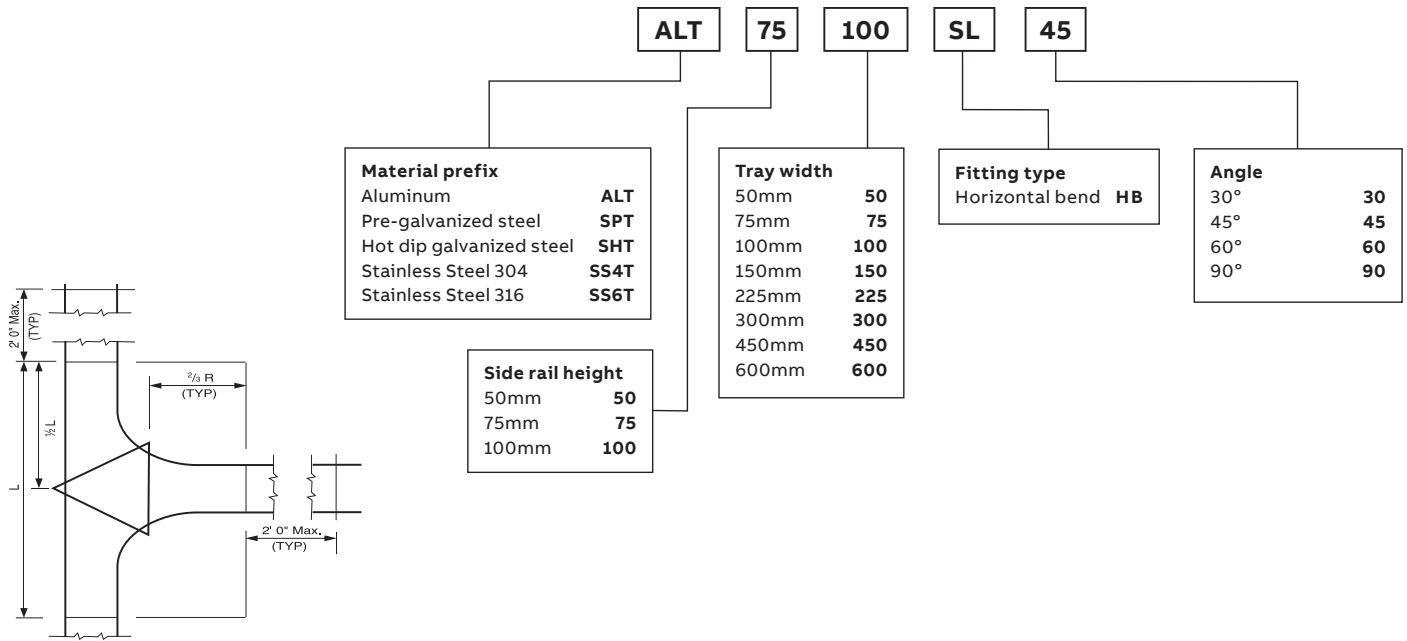 ALT 75 100 SL 45
Material prefix
Aluminum ALT
Pre-galvanized steel SPT
Hot dip galvanized steel SHT
Stainless Steel 304 SS4T
Stainless Steel 316 SS6T
Side rail height
50mm 50
75mm 75
100mm 100
Tray width
50mm 50
75mm 75
100mm 100
150mm 150
225mm 225
300mm 300
450mm 450
600mm 600
Fitting type
Horizontal bend HB
Angle
30° 30
45° 45
60° 60
90° 90
2' 0" Max.
(TYP)
²/₃ R
(TYP)
½ L
L
2' 0" Max.
(TYP)